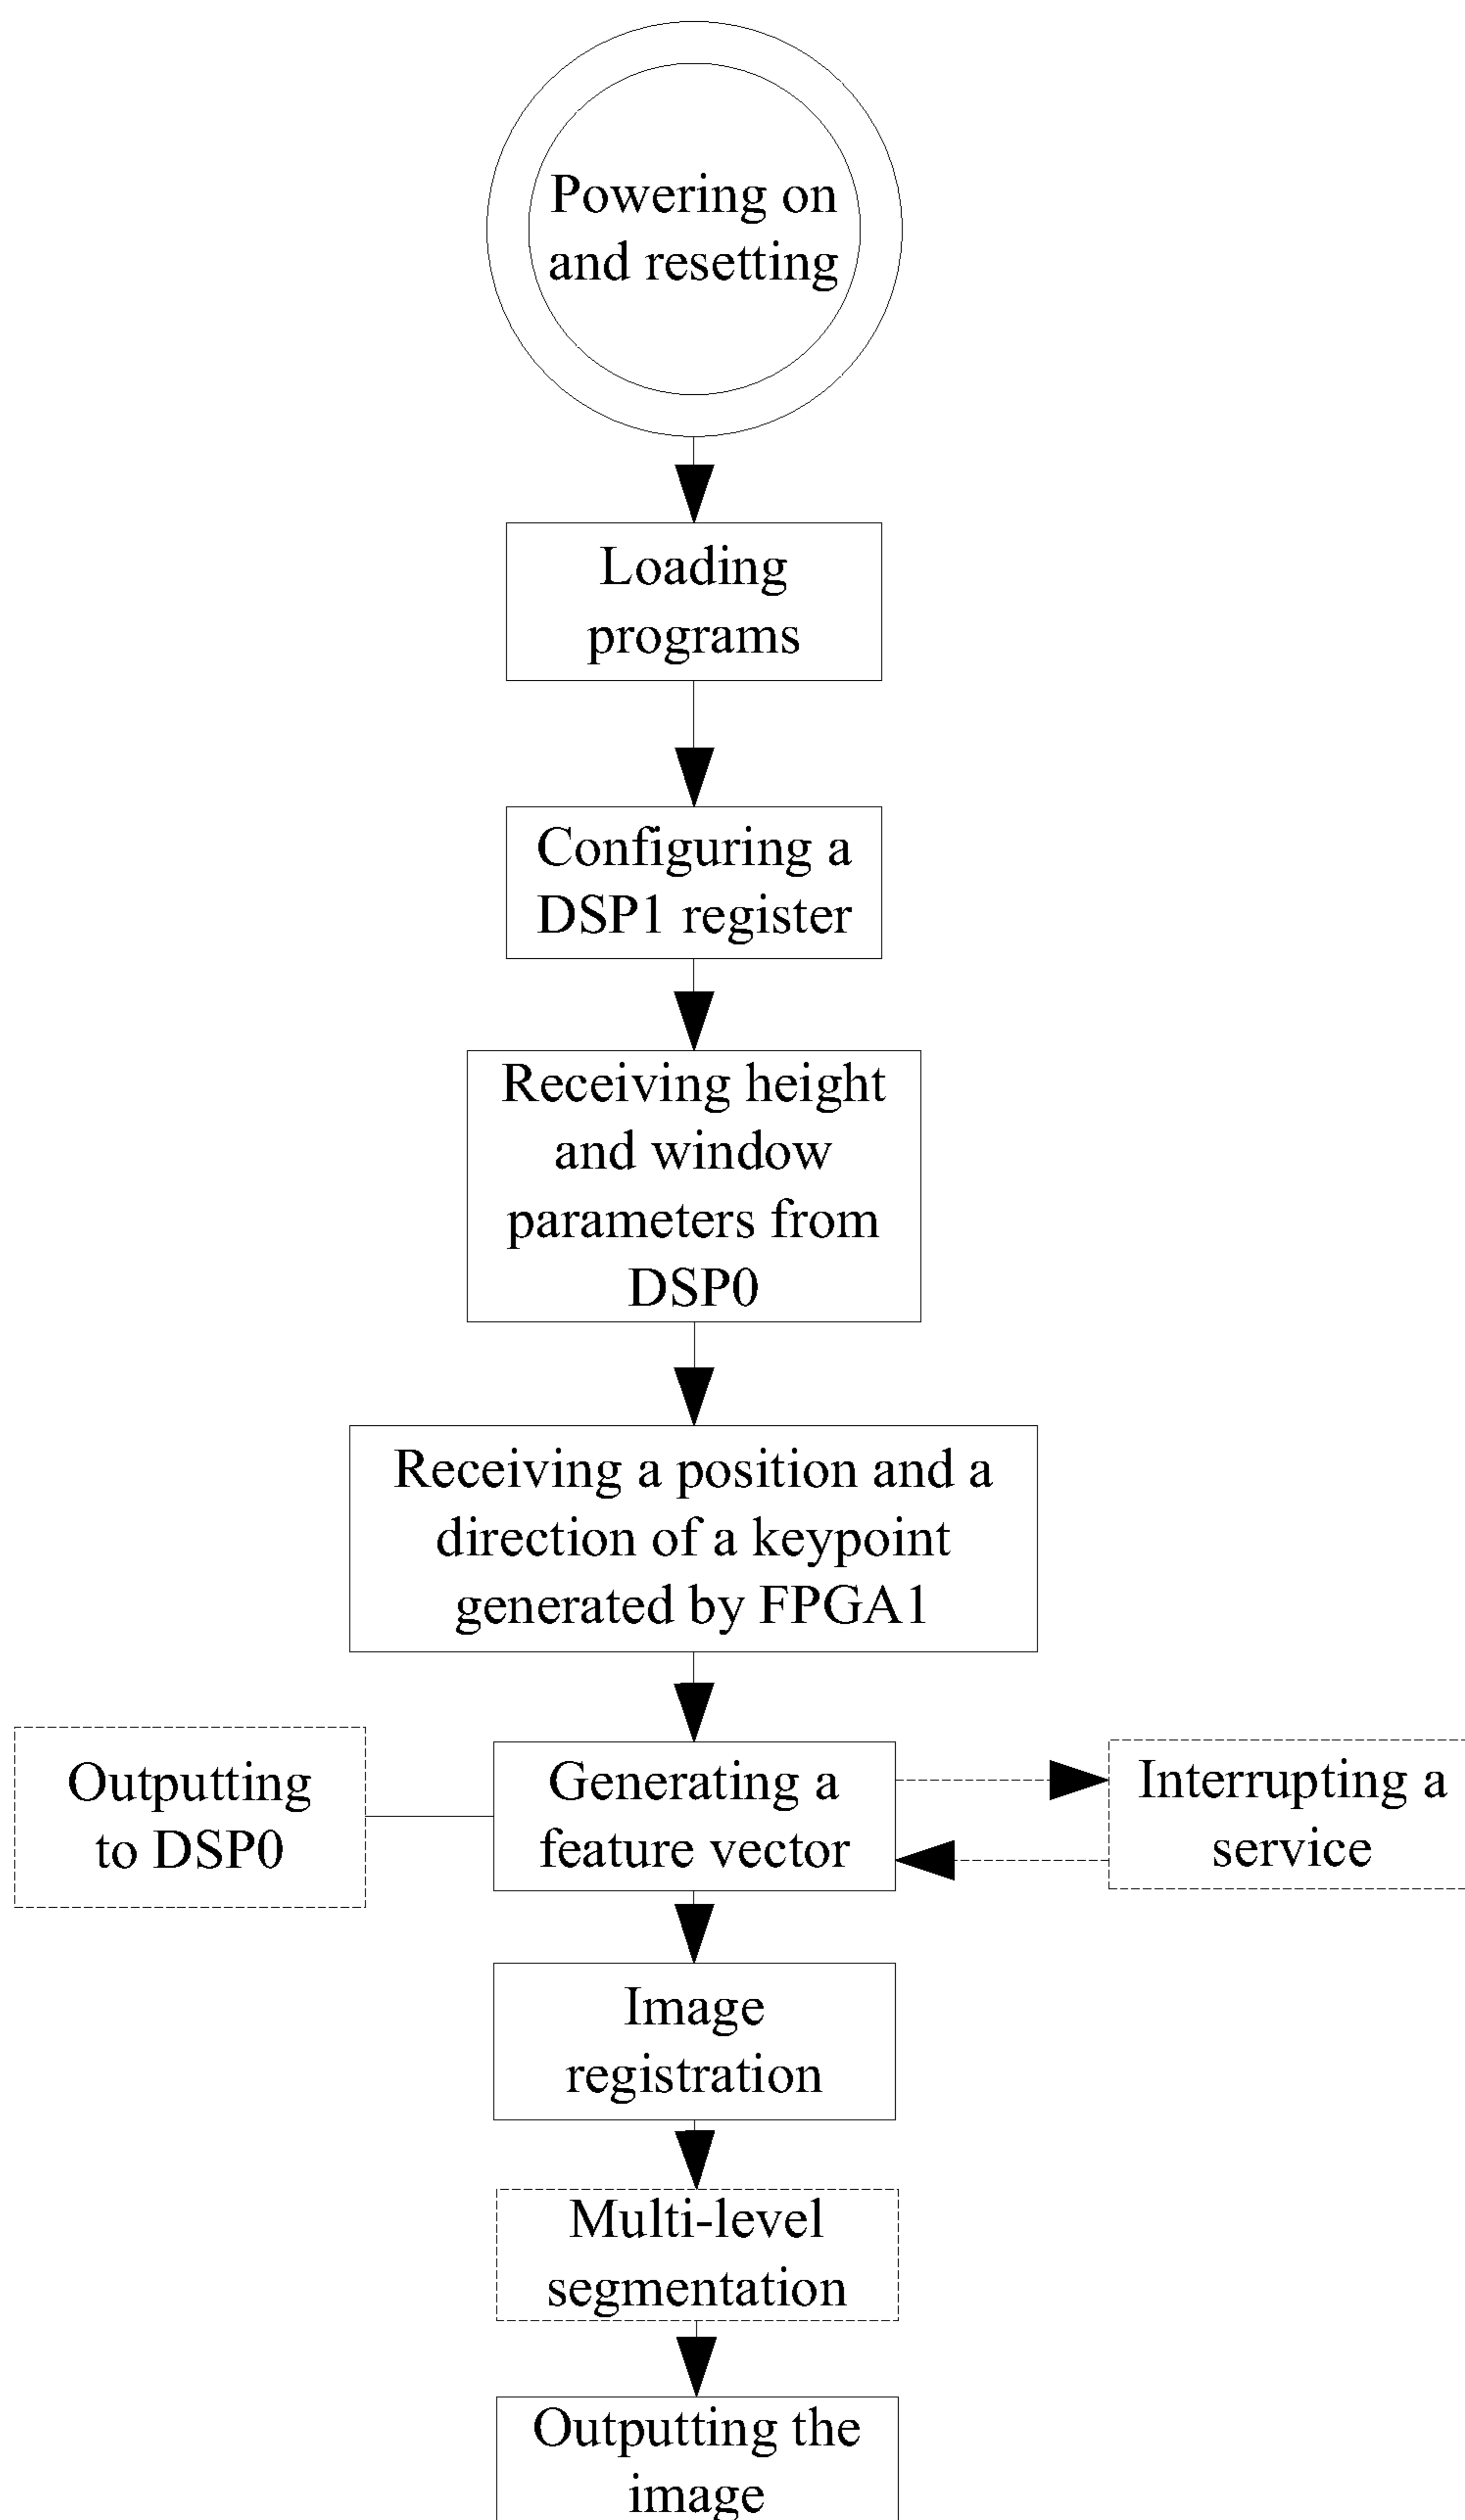 Powering on
and resetting
Loading
programs
Configuring a
DSP1 register
Receiving height
and window
parameters from
DSP0
Receiving a position and a
direction of a keypoint
generated by FPGA1
Outputting
to DSP0
Generating a
feature vector
Interrupting a
service
Image
registration
Multi-level
segmentation
Outputting the
image